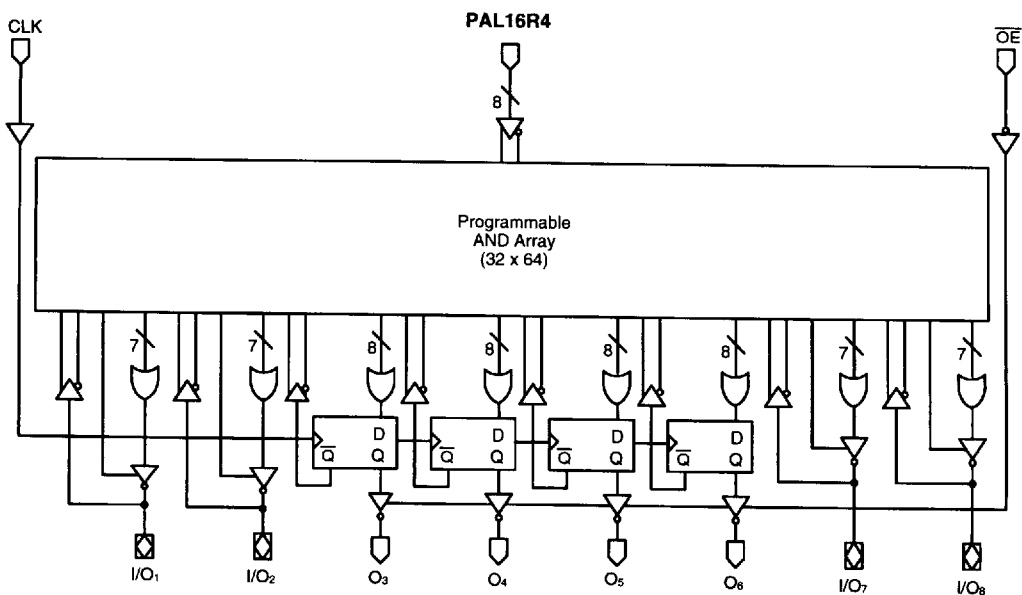 PAL16R4
CLK
OE
8
Programmable
AND Array
(32 x 64)
7
7
8
8
8
8
7
7
D
Q
Q
D
Q
Q
D
Q
Q
D
Q
Q
I/O1
I/O2
O3
O4
O5
O6
I/O7
I/O8